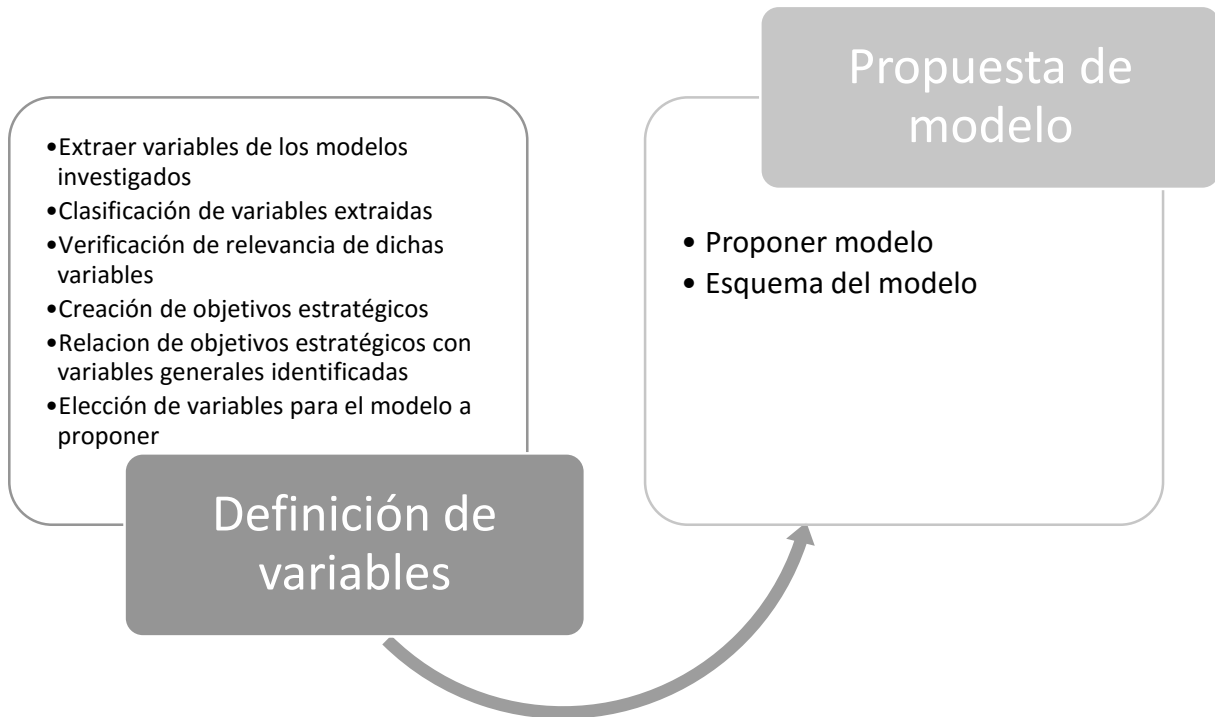 •Extraer variables de los modelos
investigados
•Clasificación de variables extraidas
•Verificación de relevancia de dichas
variables
•Creación de objetivos estratégicos
•Relacion de objetivos estratégicos con
variables generales identificadas
•Elección de variables para el modelo a
proponer
Definición de
variables
Propuesta de
modelo
• Proponer modelo
• Esquema del modelo